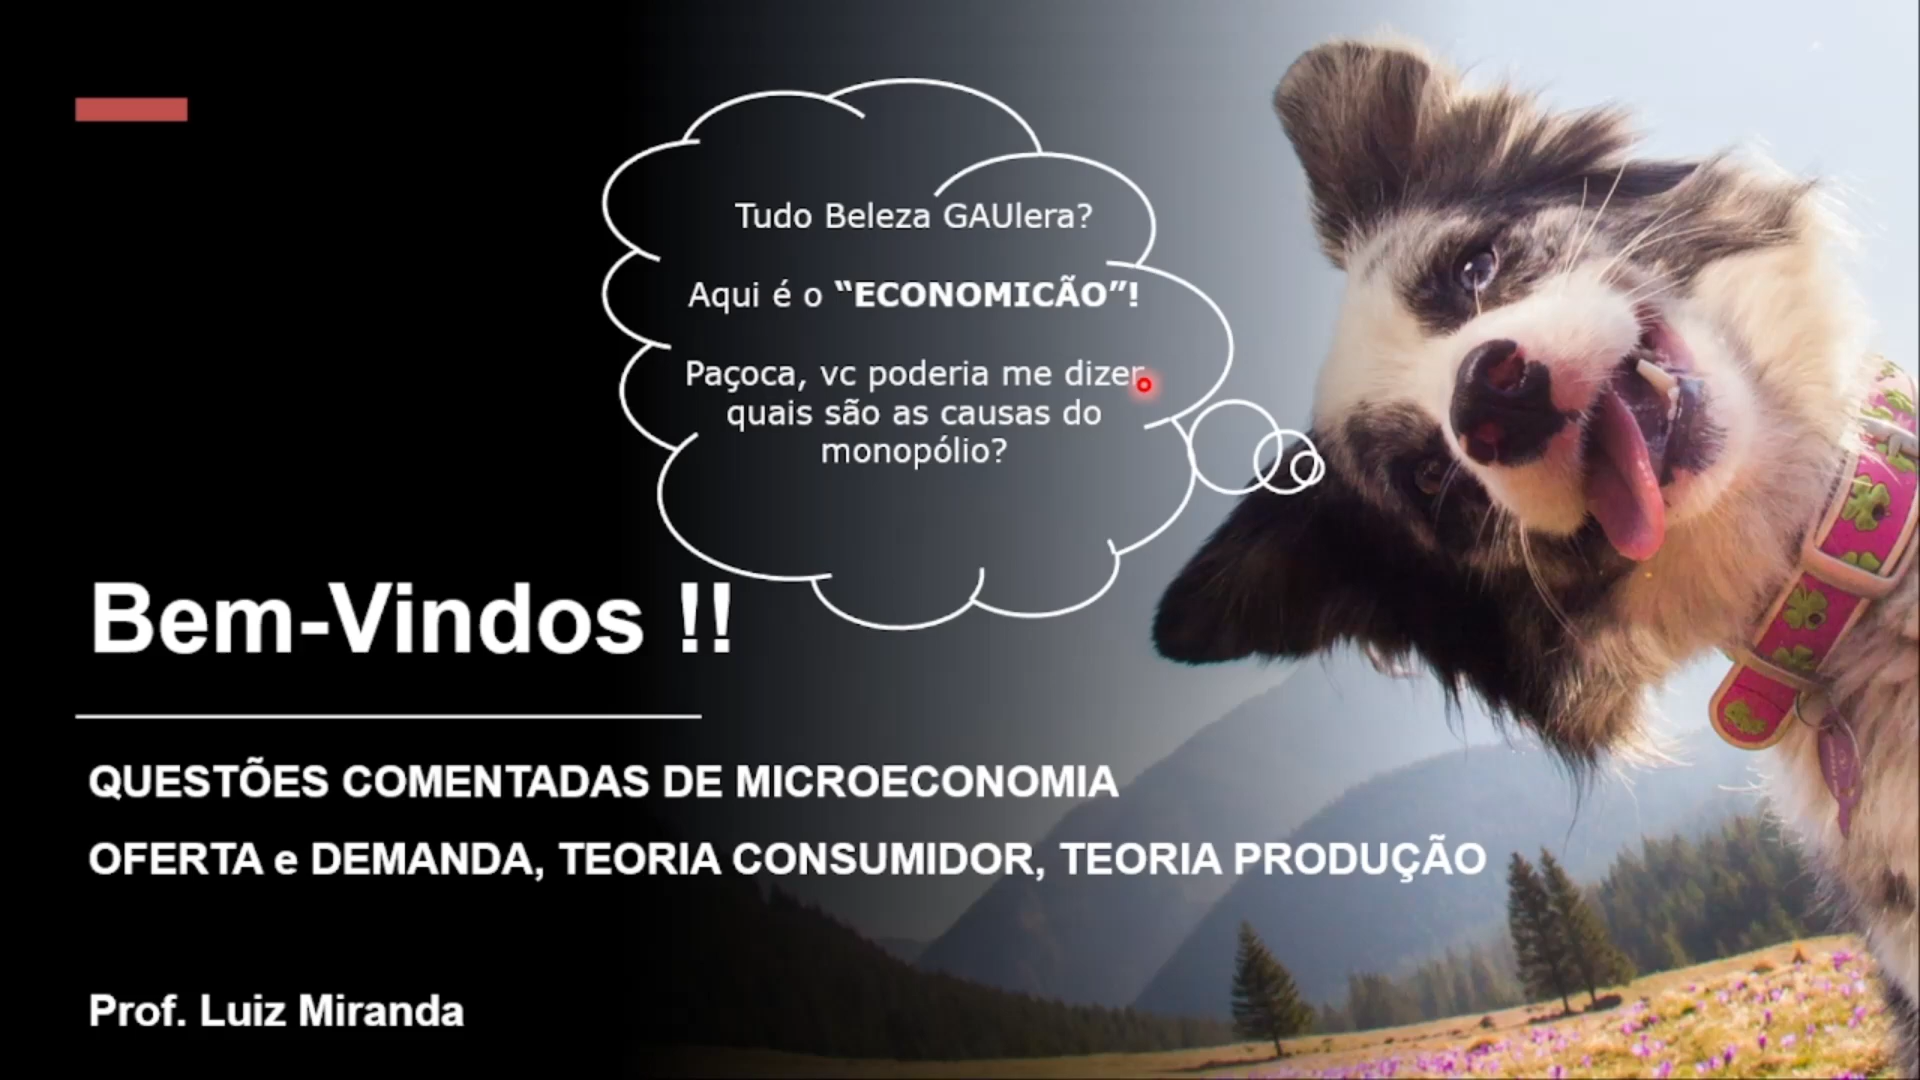 Tudo Beleza GAUlera?
Aqui é o “ECONOMICÃO”!
Paçoca, vc poderia me dizer
quais são as causas do
monopólio?
Bem-Vindos !!
QUESTÕES COMENTADAS DE MICROECONOMIA
OFERTA e DEMANDA, TEORIA CONSUMIDOR, TEORIA PRODUÇÃO
Prof. Luiz Miranda